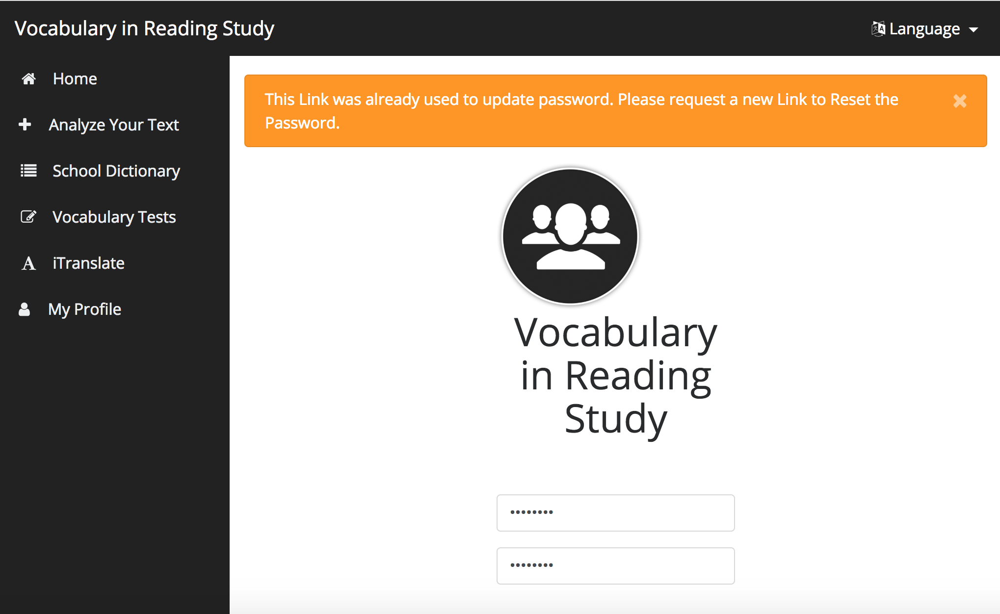 Vocabulary in Reading Study
Language
Home
Analyze Your Text
School Dictionary
Vocabulary Tests
iTranslate
My Profile
This Link was already used to update password. Please request a new Link to Reset the
Password.
Vocabulary
in Reading
Study
••••••••
••••••••